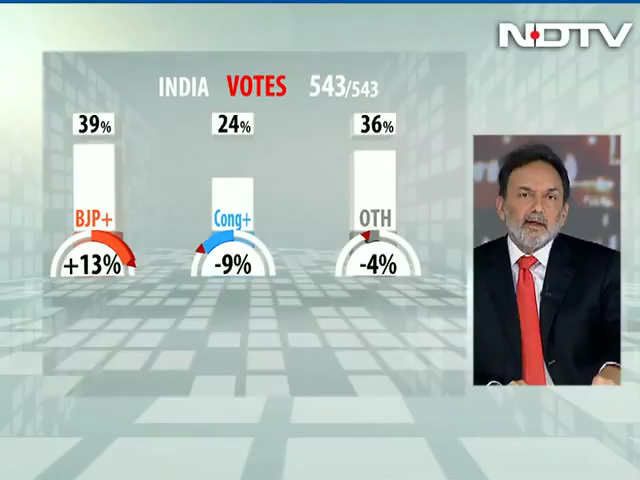 NDTV
INDIA VOTES 543/543
39% 24% 36%
BJP+ Cong+ OTH
+13% -9% -4%